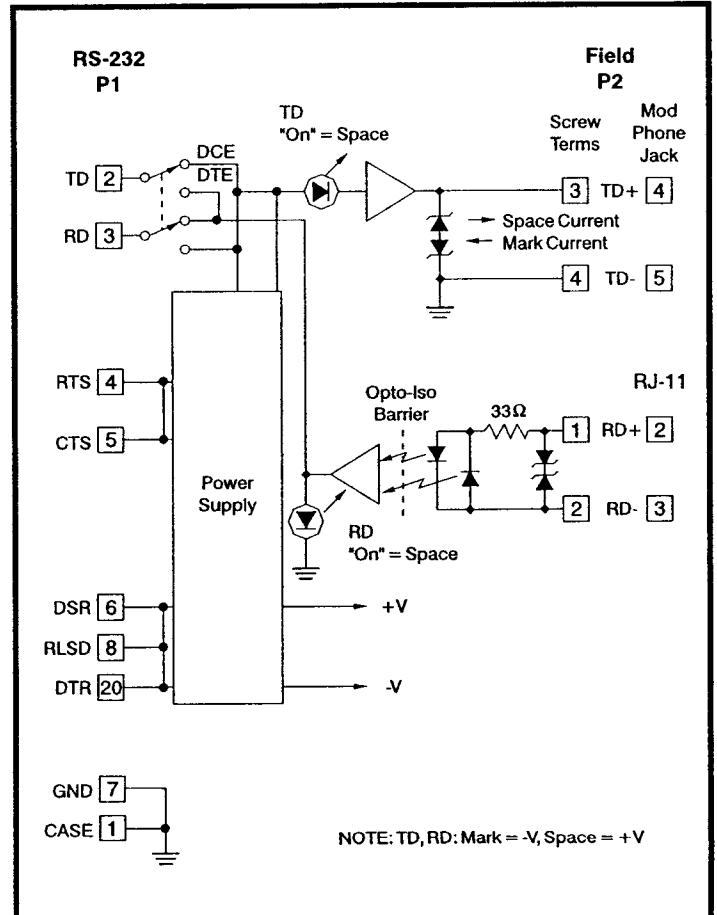 RS-232
P1
Field
P2
TD
"On" = Space
Screw
Terms
Mod
Phone
Jack
DCE
DTE
TD 2
RD 3
3 TD+ 4
Space Current
Mark Current
4 TD- 5
RTS 4
CTS 5
RJ-11
Opto-Iso
Barrier
33Ω
1 RD+ 2
2 RD- 3
Power
Supply
RD
"On" = Space
DSR 6
RLSD 8
DTR 20
+V
-V
GND 7
CASE 1
NOTE: TD, RD: Mark = -V, Space = +V